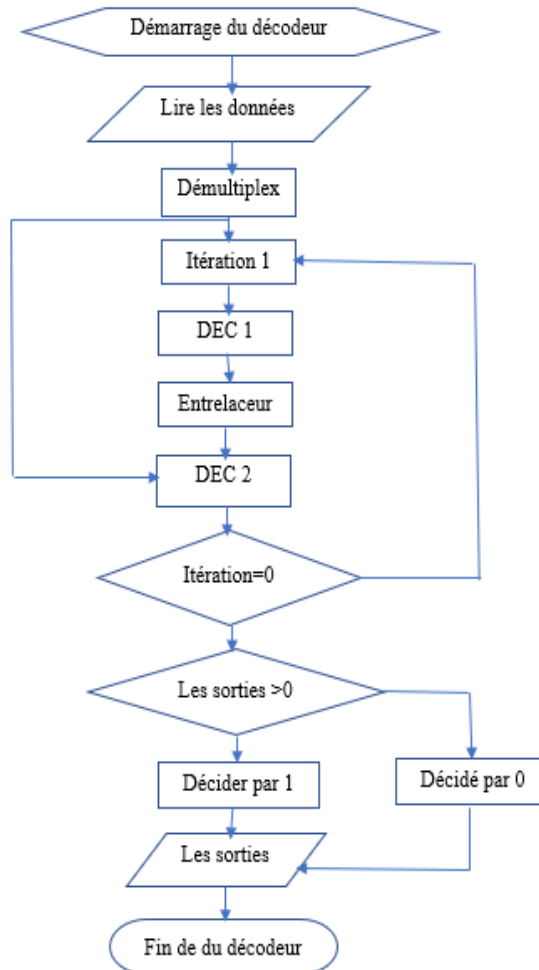 Démarrage du décodeur
Lire les données
Démultiplex
Itération 1
DEC 1
Entrelaceur
DEC 2
Itération=0
Les sorties >0
Décider par 1
Décidé par 0
Les sorties
Fin de du décodeur